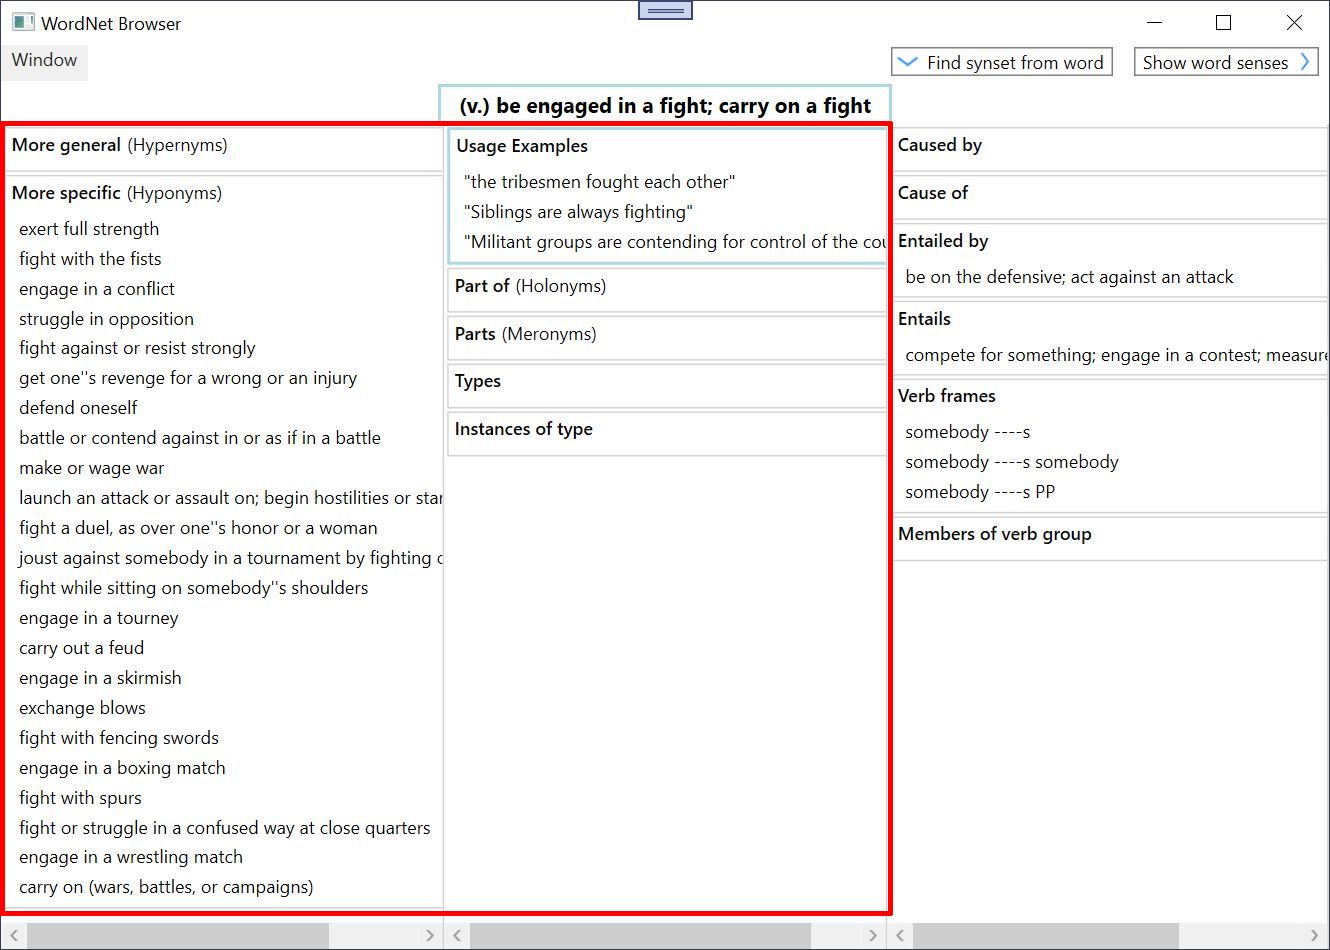 WordNet Browser
Window
Find synset from word
Show word senses
(v.) be engaged in a fight; carry on a fight
More general (Hypernyms)
More specific (Hyponyms)
exert full strength
fight with the fists
engage in a conflict
struggle in opposition
fight against or resist strongly
get one''s revenge for a wrong or an injury
defend oneself
battle or contend against in or as if in a battle
make or wage war
launch an attack or assault on; begin hostilities or star
fight a duel, as over one''s honor or a woman
joust against somebody in a tournament by fighting
fight while sitting on somebody''s shoulders
engage in a tourney
carry out a feud
engage in a skirmish
exchange blows
fight with fencing swords
engage in a boxing match
fight with spurs
fight or struggle in a confused way at close quarters
engage in a wrestling match
carry on (wars, battles, or campaigns)
Usage Examples
"the tribesmen fought each other"
"Siblings are always fighting"
"Militant groups are contending for control of the cou
Part of (Holonyms)
Parts (Meronyms)
Types
Instances of type
Caused by
Cause of
Entailed by
be on the defensive; act against an attack
Entails
compete for something; engage in a contest; measure
Verb frames
somebody ----s
somebody ----s somebody
somebody ----s PP
Members of verb group